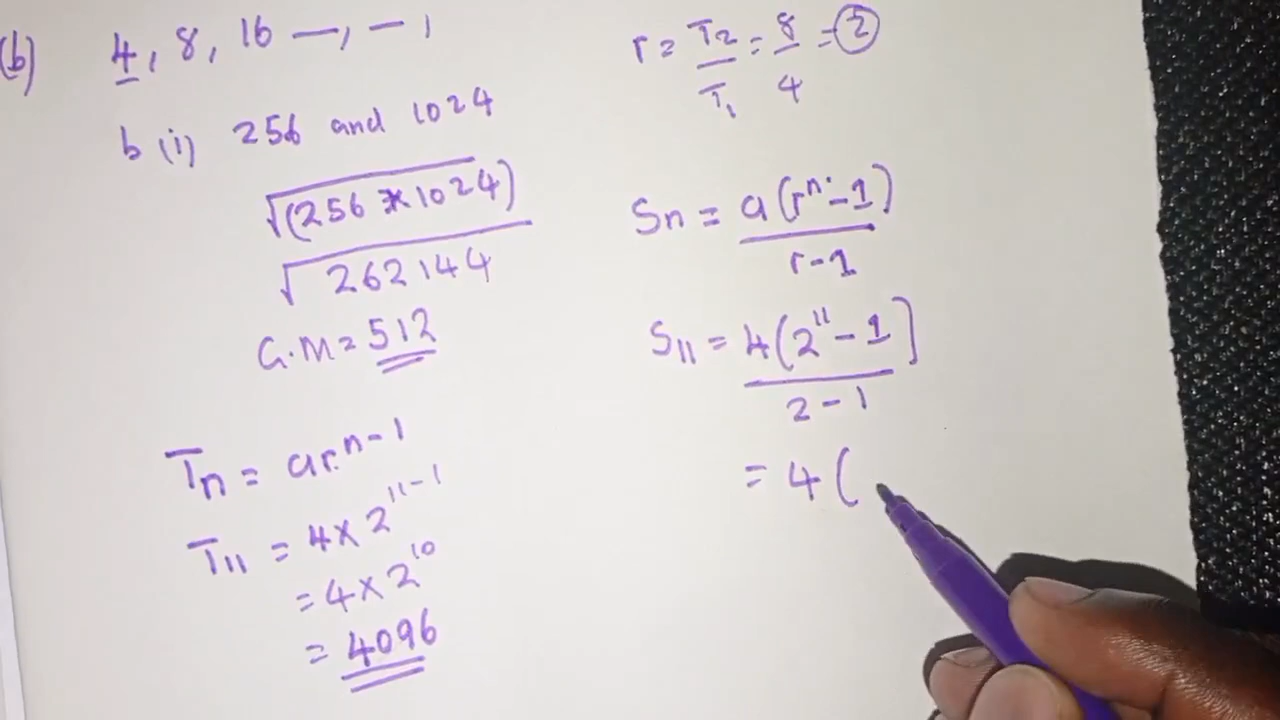 (b) 4, 8, 16 —, –,
b (i) 256 and 1024
√(256 * 1024)
√262144
G.M = 512
Tn = ar^n-1
T11 = 4 x 2^11-1
= 4 x 2^10
= 4096
r = T2/T1 = 8/4 = 2
Sn = a(r^n - 1)
r - 1
S11 = 4(2^11 - 1)
2 - 1
= 4(